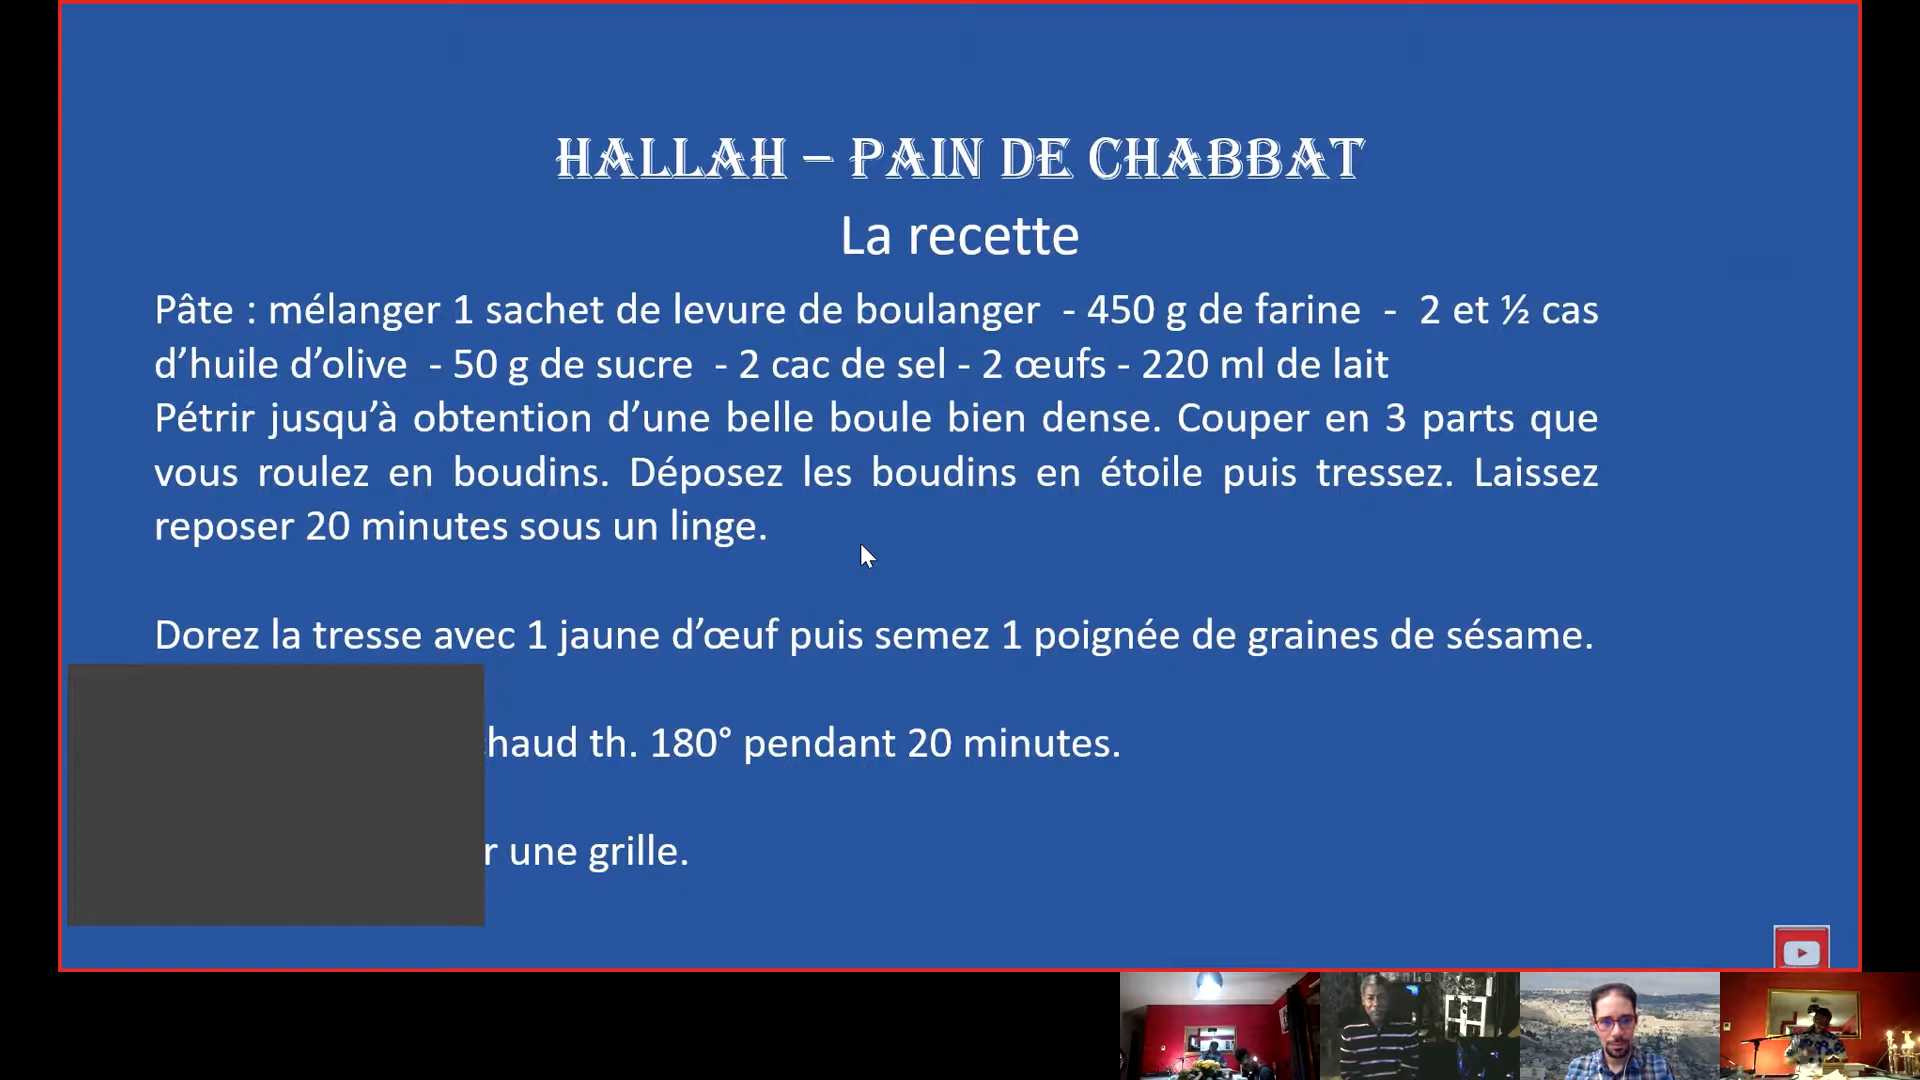 HALLAH – PAIN DE CHABBAT
La recette
Pâte : mélanger 1 sachet de levure de boulanger - 450 g de farine - 2 et ½ cas
d’huile d’olive - 50 g de sucre - 2 cac de sel - 2 œufs - 220 ml de lait
Pétrir jusqu’à obtention d’une belle boule bien dense. Couper en 3 parts que
vous roulez en boudins. Déposez les boudins en étoile puis tressez. Laissez
reposer 20 minutes sous un linge.
Dorez la tresse avec 1 jaune d’œuf puis semez 1 poignée de graines de sésame.
th. 180° pendant 20 minutes.
une grille.